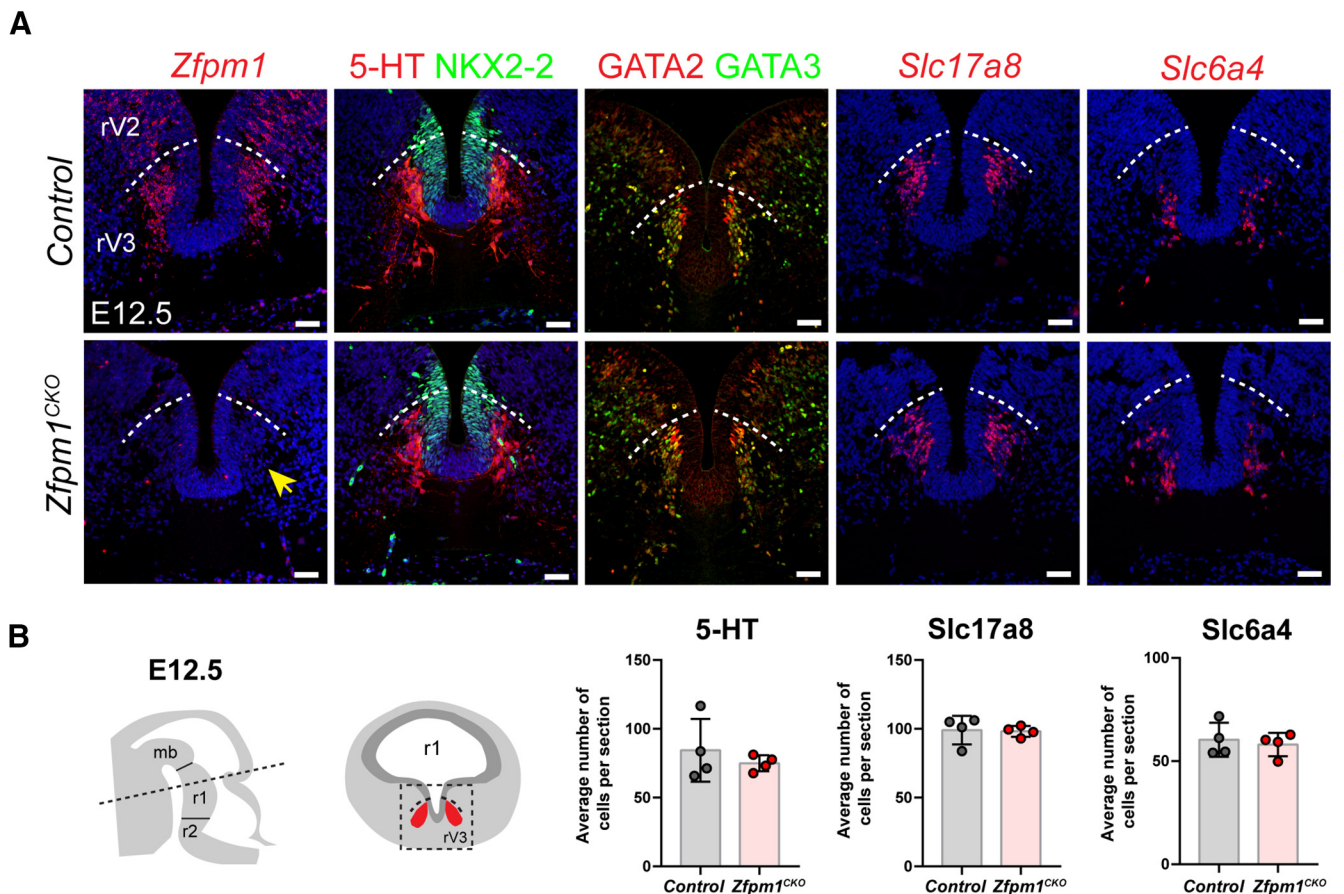 A
Zfpm1
5-HT NKX2-2
GATA2 GATA3
Slc17a8
Slc6a4
Control
rV2
rV3
E12.5
Zfpm1CKO
B
E12.5
mb
r1
r2
r1
rV3
5-HT
Average number of
cells per section
150
100
50
0
Control Zfpm1CKO
Slc17a8
Average number of
cells per section
150
100
50
0
Control Zfpm1CKO
Slc6a4
Average number of
cells per section
100
50
0
Control Zfpm1CKO